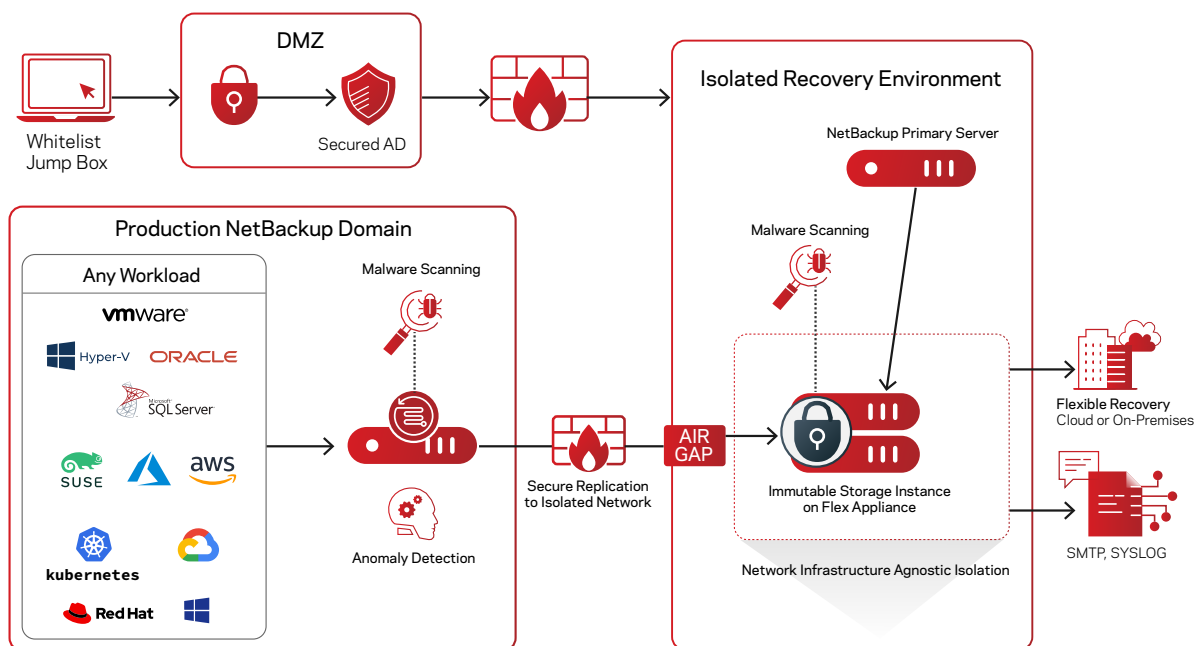 DMZ
Whitelist
Jump Box
Secured AD
Isolated Recovery Environment
NetBackup Primary Server
Malware Scanning
Production NetBackup Domain
Any Workload
vmware®
Hyper-V
ORACLE
Microsoft
SQL Server
SUSE
aws
kubernetes
Red Hat
Malware Scanning
Anomaly Detection
Secure Replication
to Isolated Network
AIR
GAP
Immutable Storage Instance
on Flex Appliance
Network Infrastructure Agnostic Isolation
Flexible Recovery
Cloud or On-Premises
SMTP, SYSLOG